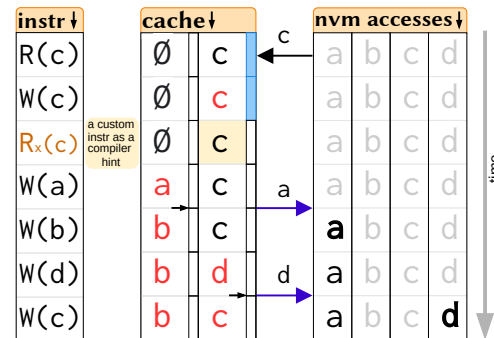 instr ↓ cache ↓ nvm accesses ↓
R(c) Ø c c a b c d
W(c) Ø c a b c d
Rₓ(c) a custom instr as a compiler hint Ø c a b c d
W(a) a c a a b c d
W(b) b c a b c d
W(d) b d d a b c d
W(c) b c a b c d
time